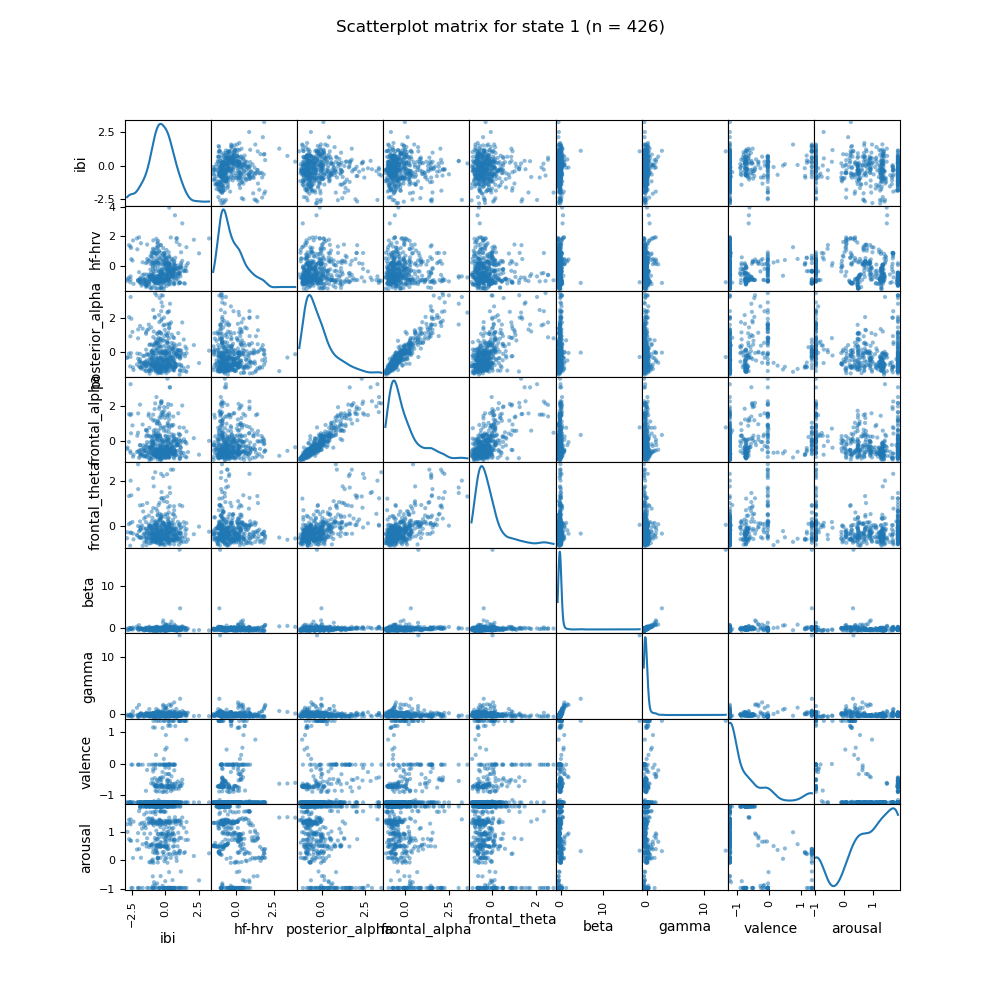 Scatterplot matrix for state 1 (n = 426)
ibi
2.5
0.0
−2.5
hf-hrv
4
2
0
posterior_alpha
2
0
frontal_alpha
2
0
frontal_theta
2
0
beta
10
0
gamma
10
0
valence
1
0
−1
arousal
1
0
−1
−2.5 0.0 2.5 0.0 2.5 0.0 2.5 0.0 2.5 0 2 0 10 0 10 −1 0 1 −1 0 1
ibi hf-hrv posterior_alpha frontal_alpha frontal_theta beta gamma valence arousal